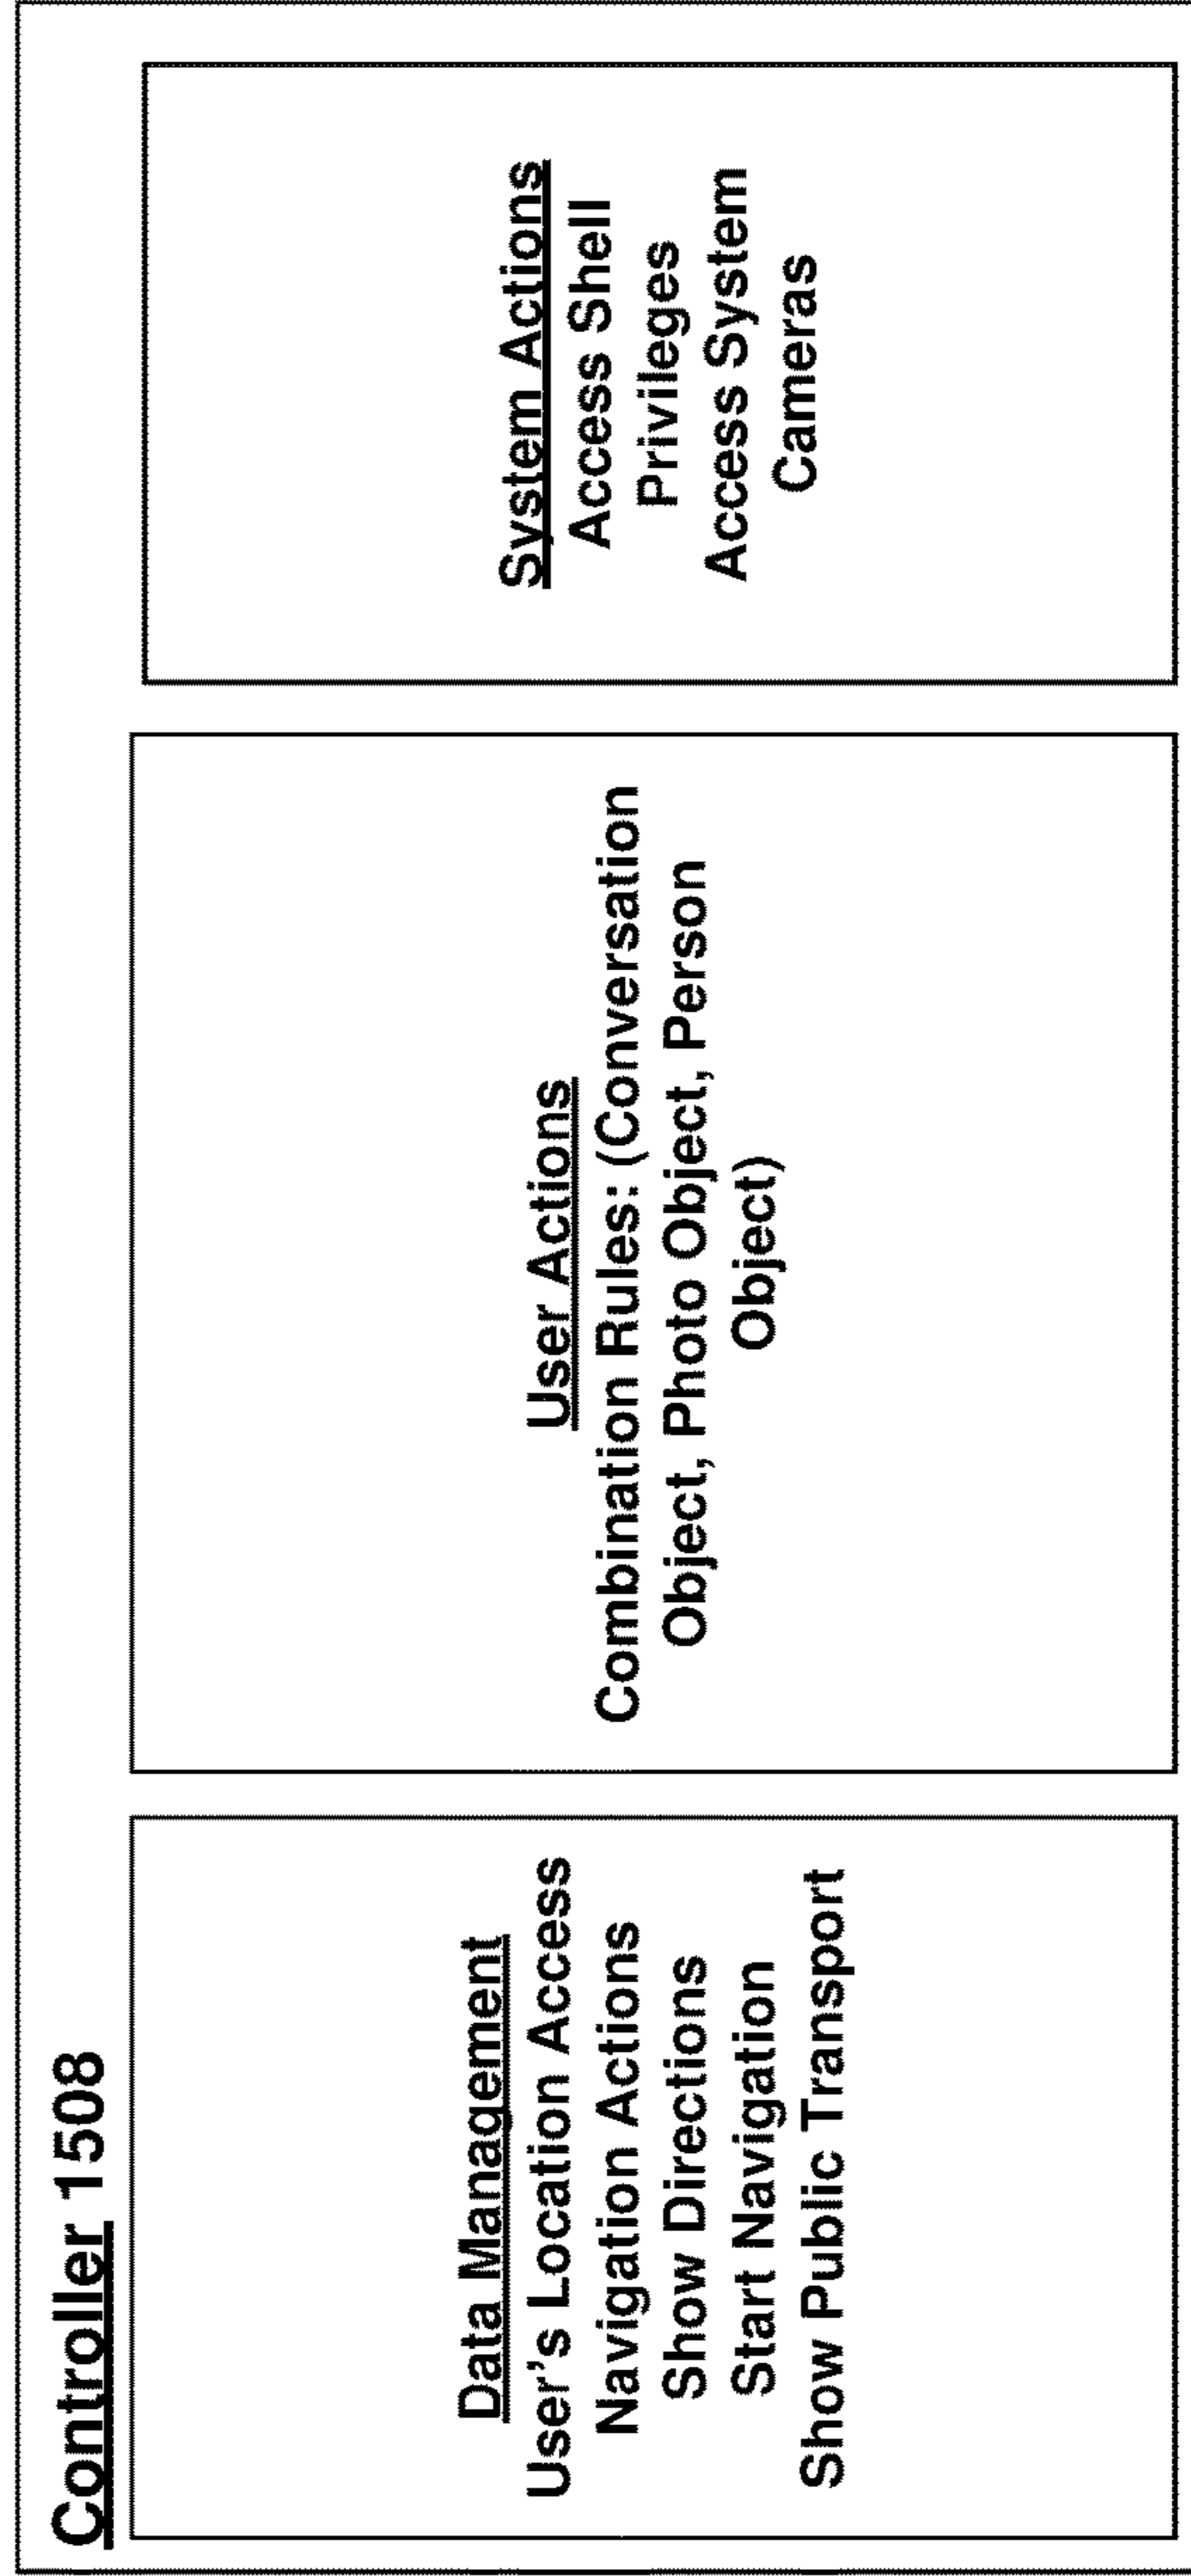 Controller 1508
Data Management
User's Location Access
Navigation Actions
Show Directions
Start Navigation
Show Public Transport
User Actions
Combination Rules: (Conversation
Object, Photo Object, Person
Object)
System Actions
Access Shell
Privileges
Access System
Cameras